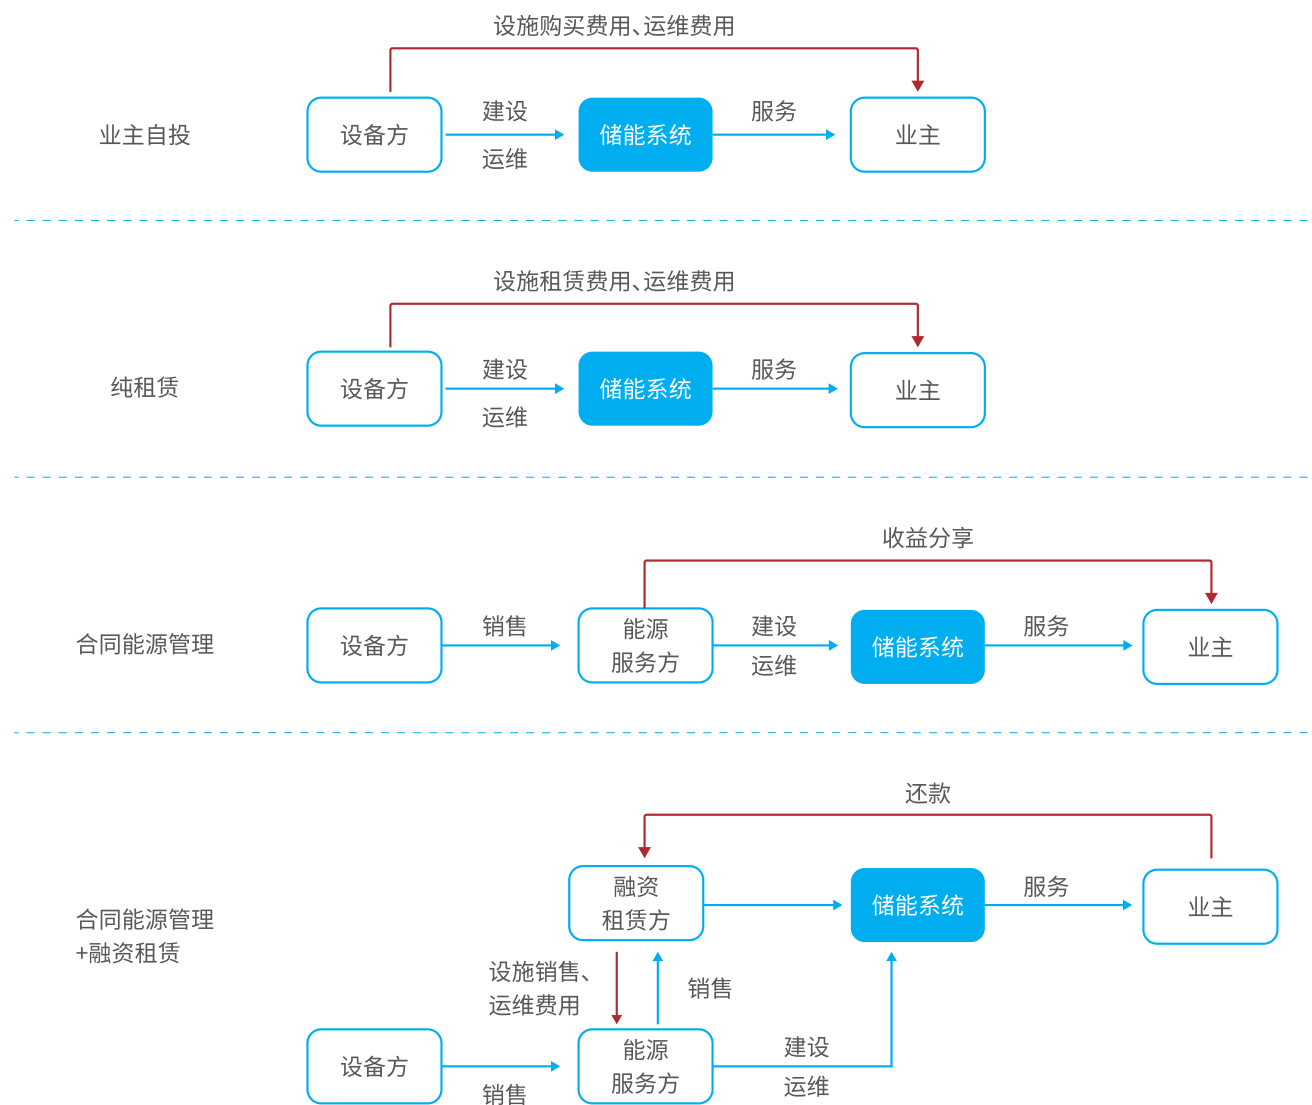 设施购买费用、运维费用
业主自投
设备方
建设
运维
储能系统
服务
业主
设施租赁费用、运维费用
纯租赁
设备方
建设
运维
储能系统
服务
业主
收益分享
合同能源管理
设备方
销售
能源
服务方
建设
运维
储能系统
服务
业主
还款
合同能源管理
+融资租赁
融资
租赁方
储能系统
服务
业主
设施销售、
运维费用
销售
设备方
销售
能源
服务方
建设
运维